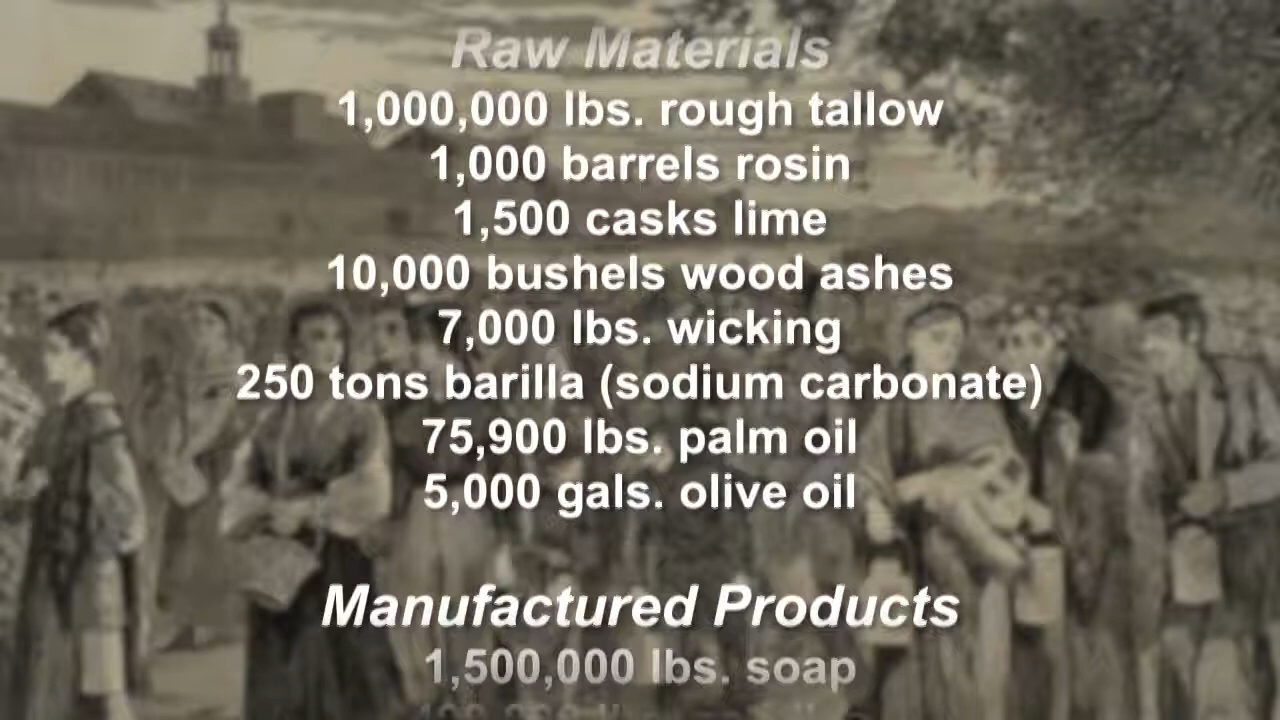 Raw Materials
1,000,000 lbs. rough tallow
1,000 barrels rosin
1,500 casks lime
10,000 bushels wood ashes
7,000 lbs. wicking
250 tons barilla (sodium carbonate)
75,900 lbs. palm oil
5,000 gals. olive oil
Manufactured Products
1,500,000 lbs. soap